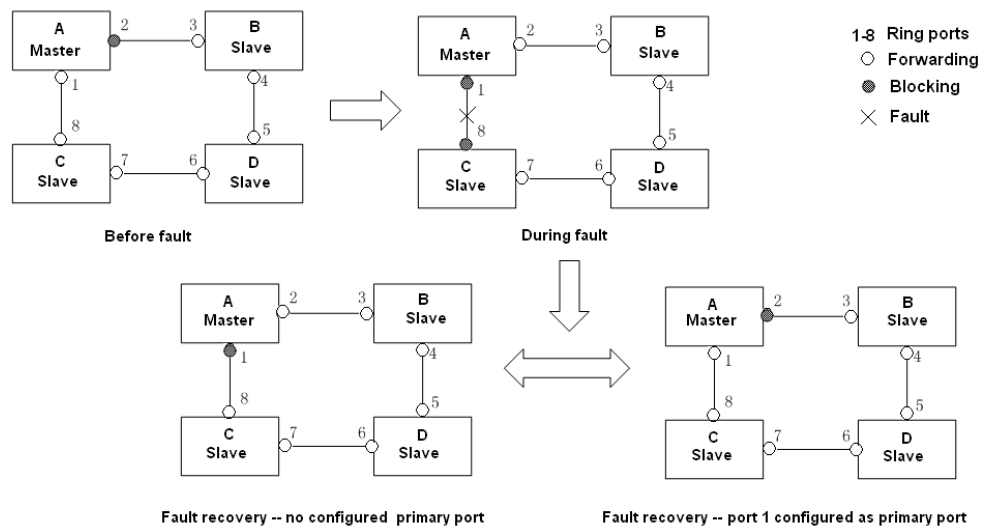 A
Master
2
3
B
Slave
1
4
8
5
C
Slave
7
6
D
Slave
Before fault
A
Master
2
3
B
Slave
1
4
8
5
C
Slave
7
6
D
Slave
During fault
1-8 Ring ports
Forwarding
Blocking
Fault
A
Master
2
3
B
Slave
1
4
8
5
C
Slave
7
6
D
Slave
Fault recovery -- no configured primary port
A
Master
2
3
B
Slave
1
4
8
5
C
Slave
7
6
D
Slave
Fault recovery -- port 1 configured as primary port